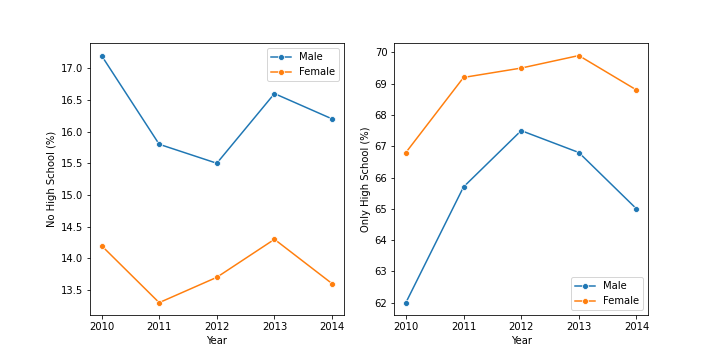 No High School (%)
17.0
16.5
16.0
15.5
15.0
14.5
14.0
13.5
2010 2011 2012 2013 2014
Year
Male
Female
Only High School (%)
70
69
68
67
66
65
64
63
62
2010 2011 2012 2013 2014
Year
Male
Female